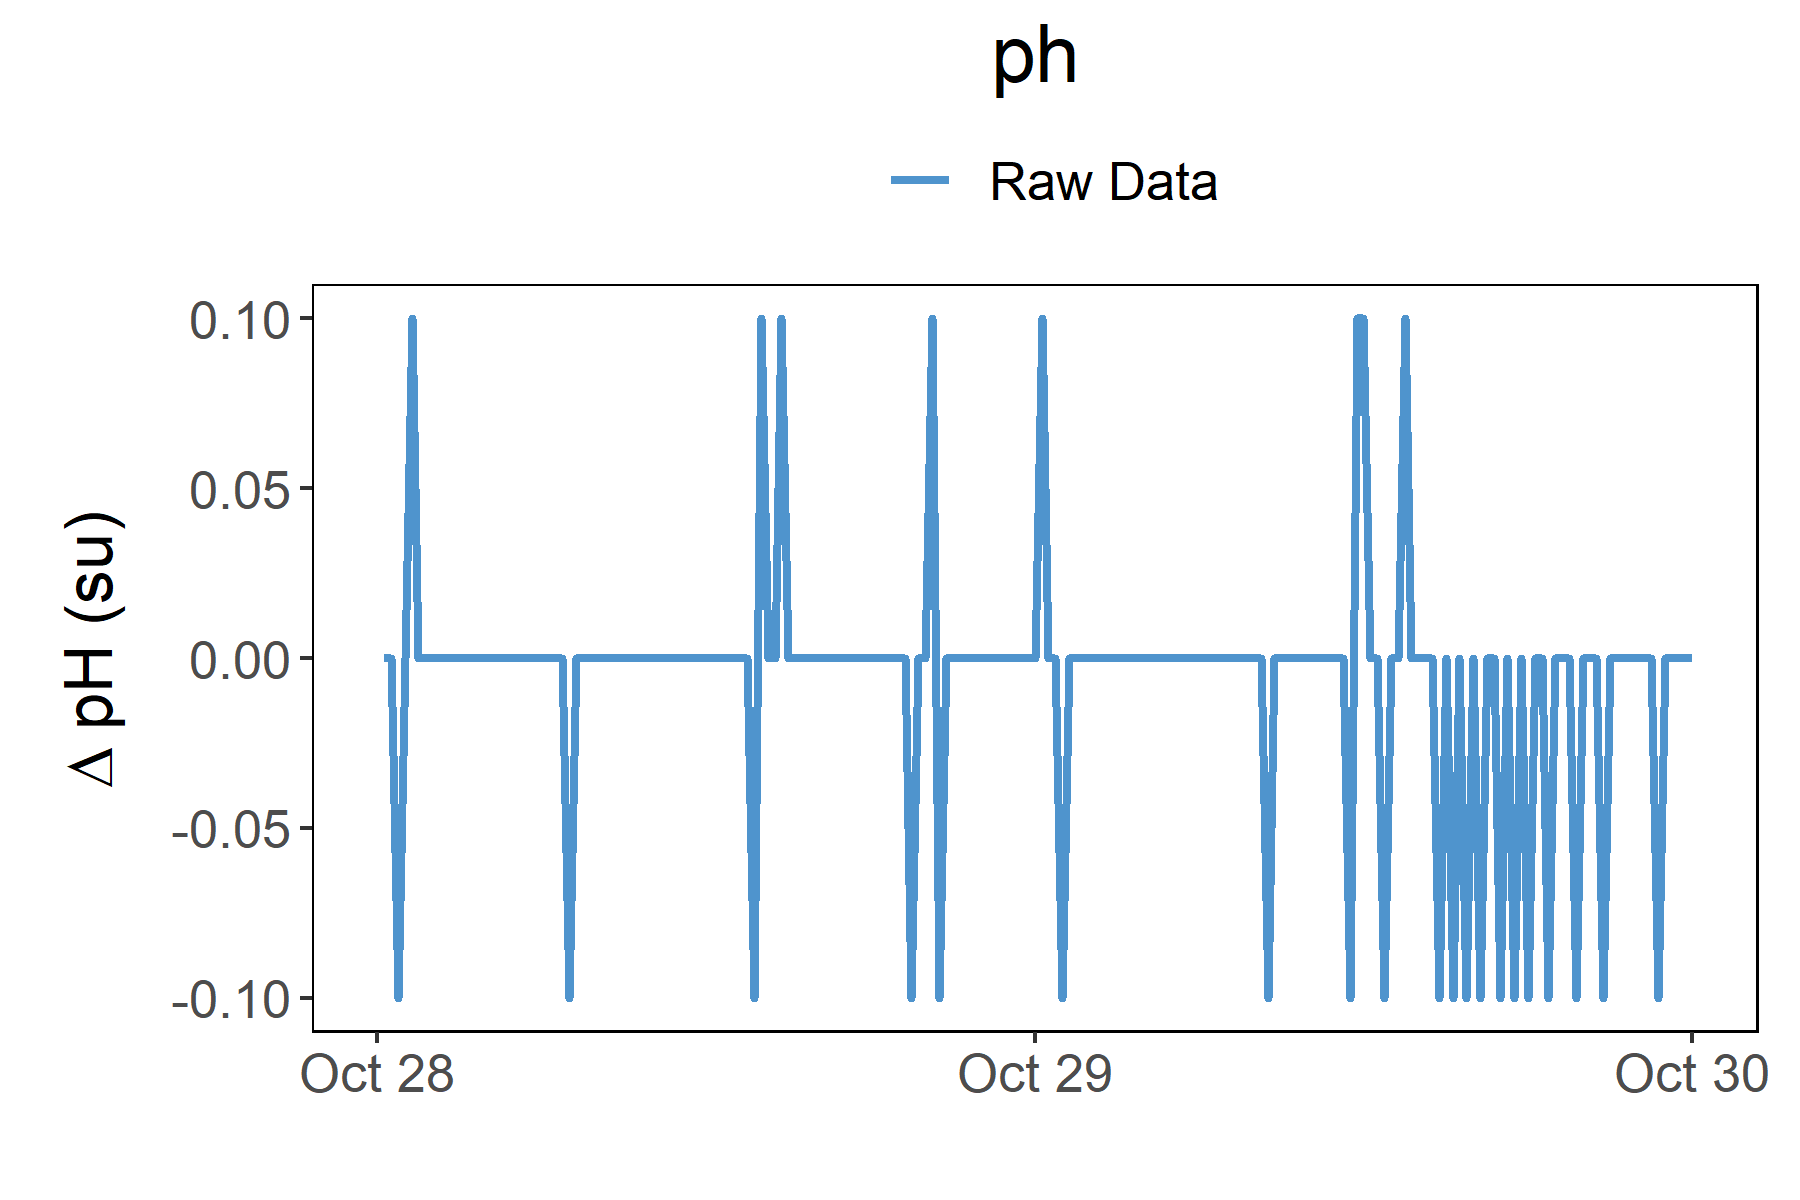 ph
Raw Data
Δ pH (su)
0.10
0.05
0.00
-0.05
-0.10
Oct 28
Oct 29
Oct 30